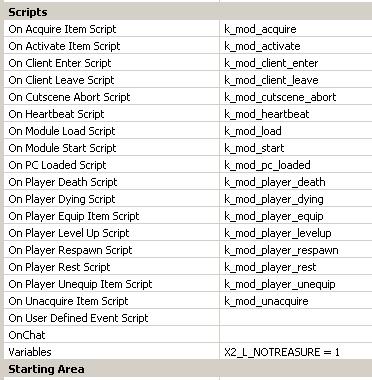 Scripts
On Acquire Item Script k_mod_acquire
On Activate Item Script k_mod_activate
On Client Enter Script k_mod_client_enter
On Client Leave Script k_mod_client_leave
On Cutscene Abort Script k_mod_cutscene_abort
On Heartbeat Script k_mod_heartbeat
On Module Load Script k_mod_load
On Module Start Script k_mod_start
On PC Loaded Script k_mod_pc_loaded
On Player Death Script k_mod_player_death
On Player Dying Script k_mod_player_dying
On Player Equip Item Script k_mod_player_equip
On Player Level Up Script k_mod_player_levelup
On Player Respawn Script k_mod_player_respawn
On Player Rest Script k_mod_player_rest
On Player Unequip Item Script k_mod_player_unequip
On Unacquire Item Script k_mod_unacquire
On User Defined Event Script
OnChat
Variables X2_L_NOTREASURE = 1
Starting Area